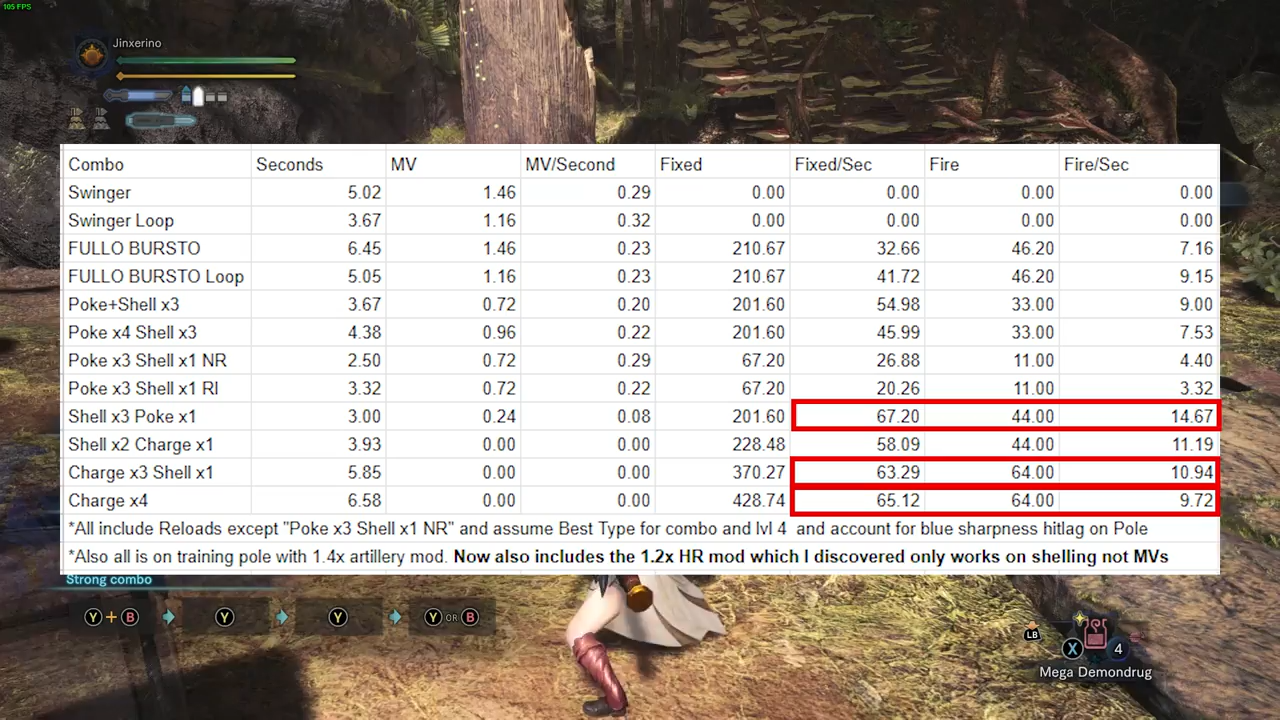 105 FPS
Jinxerino
Combo Seconds MV MV/Second Fixed Fixed/Sec Fire Fire/Sec
Swinger 5.02 1.46 0.29 0.00 0.00 0.00 0.00
Swinger Loop 3.67 1.16 0.32 0.00 0.00 0.00 0.00
FULLO BURSTO 6.45 1.46 0.23 210.67 32.66 46.20 7.16
FULLO BURSTO Loop 5.05 1.16 0.23 210.67 41.72 46.20 9.15
Poke+Shell x3 3.67 0.72 0.20 201.60 54.98 33.00 9.00
Poke x4 Shell x3 4.38 0.96 0.22 201.60 45.99 33.00 7.53
Poke x3 Shell x1 NR 2.50 0.72 0.29 67.20 26.88 11.00 4.40
Poke x3 Shell x1 RI 3.32 0.72 0.22 67.20 20.26 11.00 3.32
Shell x3 Poke x1 3.00 0.24 0.08 201.60 67.20 44.00 14.67
Shell x2 Charge x1 3.93 0.00 0.00 228.48 58.09 44.00 11.19
Charge x3 Shell x1 5.85 0.00 0.00 370.27 63.29 64.00 10.94
Charge x4 6.58 0.00 0.00 428.74 65.12 64.00 9.72
*All include Reloads except "Poke x3 Shell x1 NR" and assume Best Type for combo and lvl 4 and account for blue sharpness hitlag on Pole
*Also all is on training pole with 1.4x artillery mod. Now also includes the 1.2x HR mod which I discovered only works on shelling not MVs
Strong combo
Y + B Y Y Y OR B
LB
X 4
Mega Demondrug